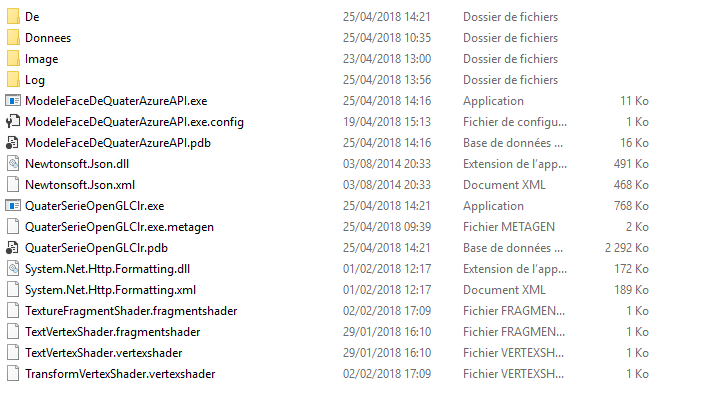 De 25/04/2018 14:21 Dossier de fichiers
Donnees 25/04/2018 10:35 Dossier de fichiers
Image 23/04/2018 13:00 Dossier de fichiers
Log 25/04/2018 13:56 Dossier de fichiers
ModeleFaceDeQuaterAzureAPI.exe 25/04/2018 14:16 Application 11 Ko
ModeleFaceDeQuaterAzureAPI.exe.config 19/04/2018 15:13 Fichier de configu... 1 Ko
ModeleFaceDeQuaterAzureAPI.pdb 25/04/2018 14:16 Base de données ... 16 Ko
Newtonsoft.Json.dll 03/08/2014 20:33 Extension de l'app... 491 Ko
Newtonsoft.Json.xml 03/08/2014 20:33 Document XML 468 Ko
QuaterSerieOpenGLClr.exe 25/04/2018 14:21 Application 768 Ko
QuaterSerieOpenGLClr.exe.metagen 25/04/2018 09:39 Fichier METAGEN 2 Ko
QuaterSerieOpenGLClr.pdb 25/04/2018 14:21 Base de données ... 2 292 Ko
System.Net.Http.Formatting.dll 01/02/2018 12:17 Extension de l'app... 172 Ko
System.Net.Http.Formatting.xml 01/02/2018 12:17 Document XML 189 Ko
TextureFragmentShader.fragmentshader 02/02/2018 17:09 Fichier FRAGMEN... 1 Ko
TextVertexShader.fragmentshader 29/01/2018 16:10 Fichier FRAGMEN... 1 Ko
TextVertexShader.vertexshader 29/01/2018 16:10 Fichier VERTEXSH... 1 Ko
TransformVertexShader.vertexshader 02/02/2018 17:09 Fichier VERTEXSH... 1 Ko